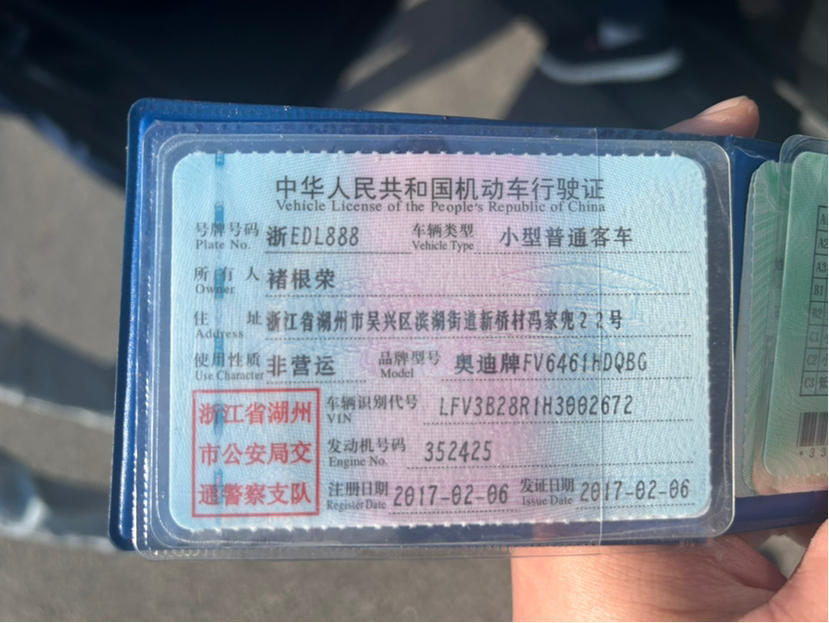 中华人民共和国机动车行驶证
Vehicle License of the People's Republic of China
号牌号码 浙EDL888 车辆类型 小型普通客车
Plate No. Vehicle Type
所有人 褚根荣
Owner
住址 浙江省湖州市吴兴区滨湖街道新桥村冯家兜22号
Address
使用性质 非营运 品牌型号 奥迪牌FV6461HDQBG
Use Character Model
浙江省湖州
市公安局交
通警察支队
车辆识别代号 LFV3B28R1H3002672
VIN
发动机号码 352425
Engine No.
注册日期 2017-02-06 发证日期 2017-02-06
Register Date Issue Date
A3
B1
C3